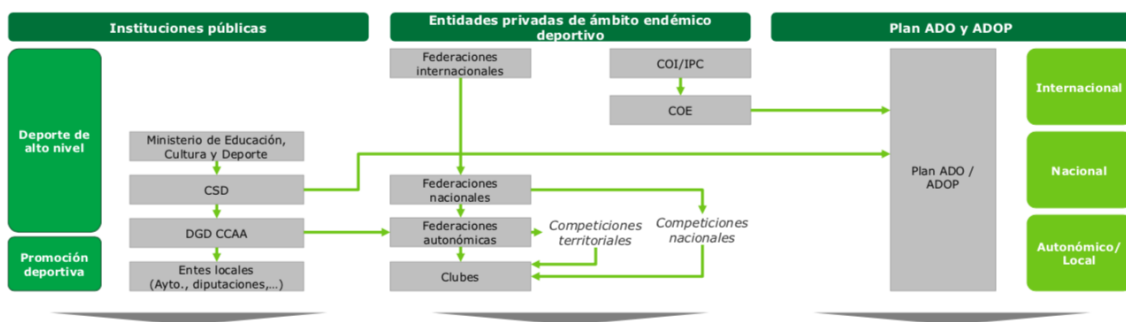 Instituciones públicas
Entidades privadas de ámbito endémico
deportivo
Plan ADO y ADOP
Deporte de
alto nivel
Promoción
deportiva
Ministerio de Educación,
Cultura y Deporte
CSD
DGD CCAA
Entes locales
(Ayto., diputaciones,...)
Federaciones
internacionales
COI/IPC
COE
Federaciones
nacionales
Federaciones
autonómicas
Clubes
Competiciones
territoriales
Competiciones
nacionales
Plan ADO /
ADOP
Internacional
Nacional
Autonómico/
Local